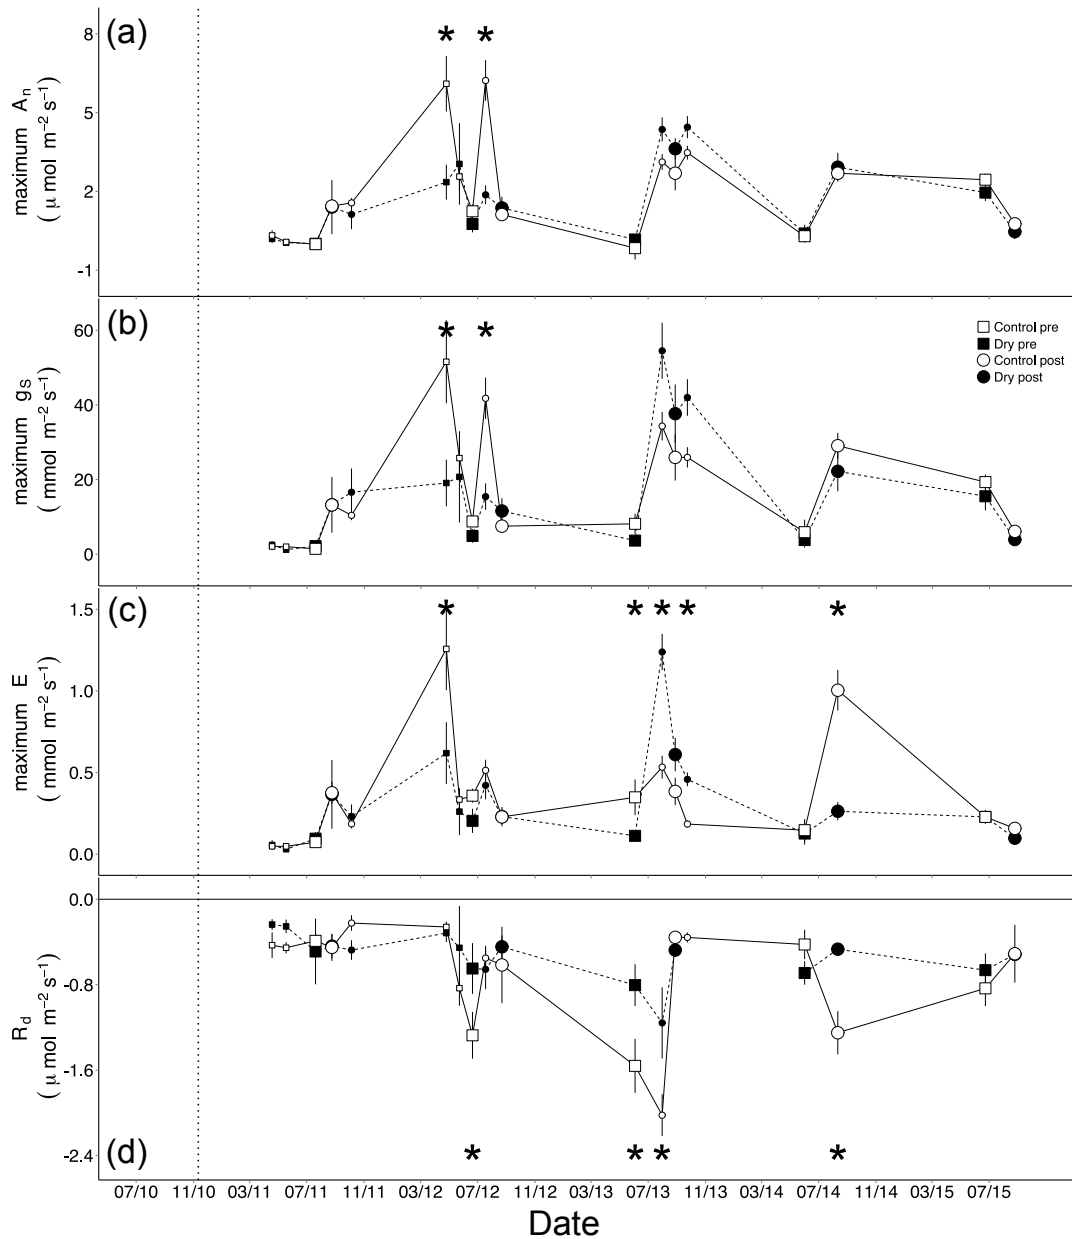 (a)
* *
8
5
2
-1
maximum Aₙ
( μ mol m⁻² s⁻¹)
(b)
* *
60
40
20
0
maximum gₛ
( mmol m⁻² s⁻¹)
Control pre
Dry pre
Control post
Dry post
(c)
* * * * *
1.5
1.0
0.5
0.0
maximum E
( mmol m⁻² s⁻¹)
0.0
-0.8
-1.6
-2.4
R_d
( μ mol m⁻² s⁻¹)
(d)
* * * *
07/10 11/10 03/11 07/11 11/11 03/12 07/12 11/12 03/13 07/13 11/13 03/14 07/14 11/14 03/15 07/15
Date